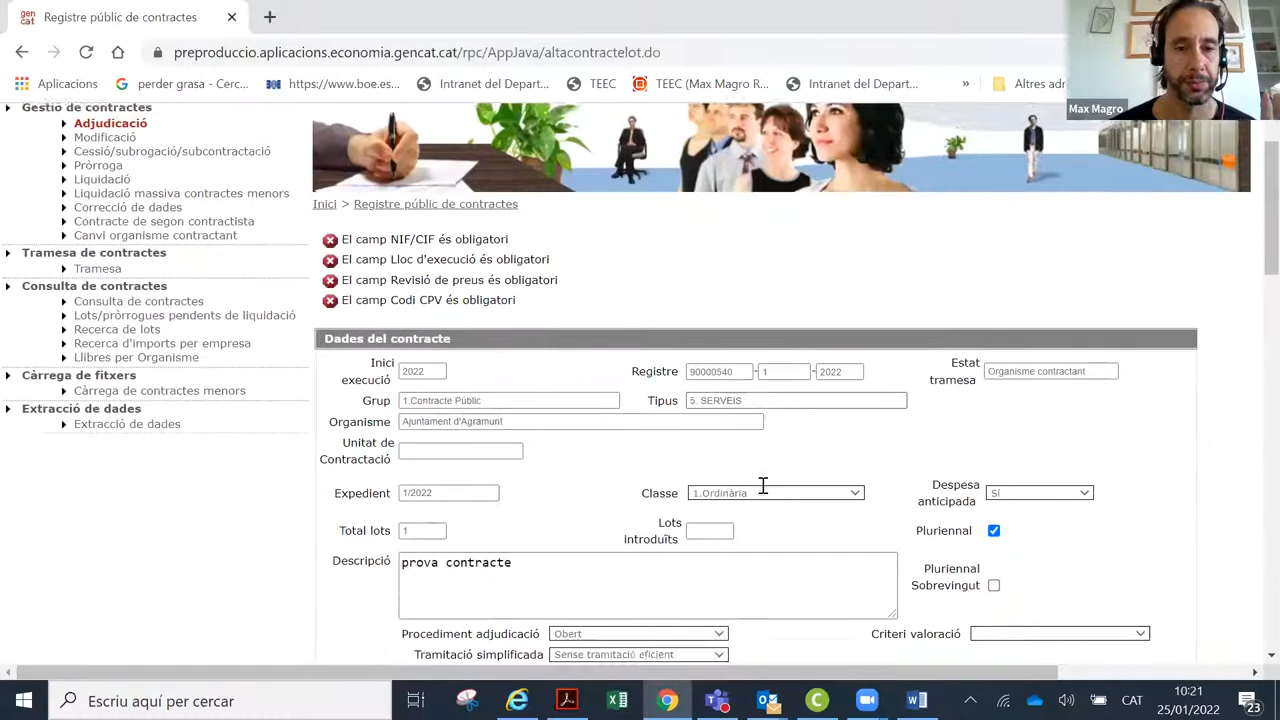 gen
cat
Registre públic de contractes
preproduccio.aplicacions.economia.gencat.cat/rpc/AppJava/altacontractelot.do
Aplicacions
perder grasa - Cerc...
https://www.boe.es...
Intranet del Depart...
TEEC
TEEC (Max Magro R...
Intranet del Depart...
»
Altres adr
Max Magro
Gestió de contractes
Adjudicació
Modificació
Cessió/subrogació/subcontractació
Pròrroga
Liquidació
Liquidació massiva contractes menors
Correcció de dades
Contracte de segon contractista
Canvi organisme contractant
Tramesa de contractes
Tramesa
Consulta de contractes
Consulta de contractes
Lots/pròrrogues pendents de liquidació
Recerca de lots
Recerca d'imports per empresa
Llibres per Organisme
Càrrega de fitxers
Càrrega de contractes menors
Extracció de dades
Extracció de dades
Inici > Registre públic de contractes
El camp NIF/CIF és obligatori
El camp Lloc d'execució és obligatori
El camp Revisió de preus és obligatori
El camp Codi CPV és obligatori
Dades del contracte
Inici execució 2022
Registre 90000540 - 1 - 2022
Estat tramesa Organisme contractant
Grup 1.Contracte Públic
Tipus 5. SERVEIS
Organisme Ajuntament d'Agramunt
Unitat de Contractació
Expedient 1/2022
Classe 1.Ordinària
Despesa anticipada Sí
Total lots 1
Lots introduïts
Pluriennal
Descripció prova contracte
Pluriennal Sobrevingut
Procediment adjudicació Obert
Criteri valoració
Tramitació simplificada Sense tramitació eficient
Escriu aquí per cercar
CAT
10:21
25/01/2022
23